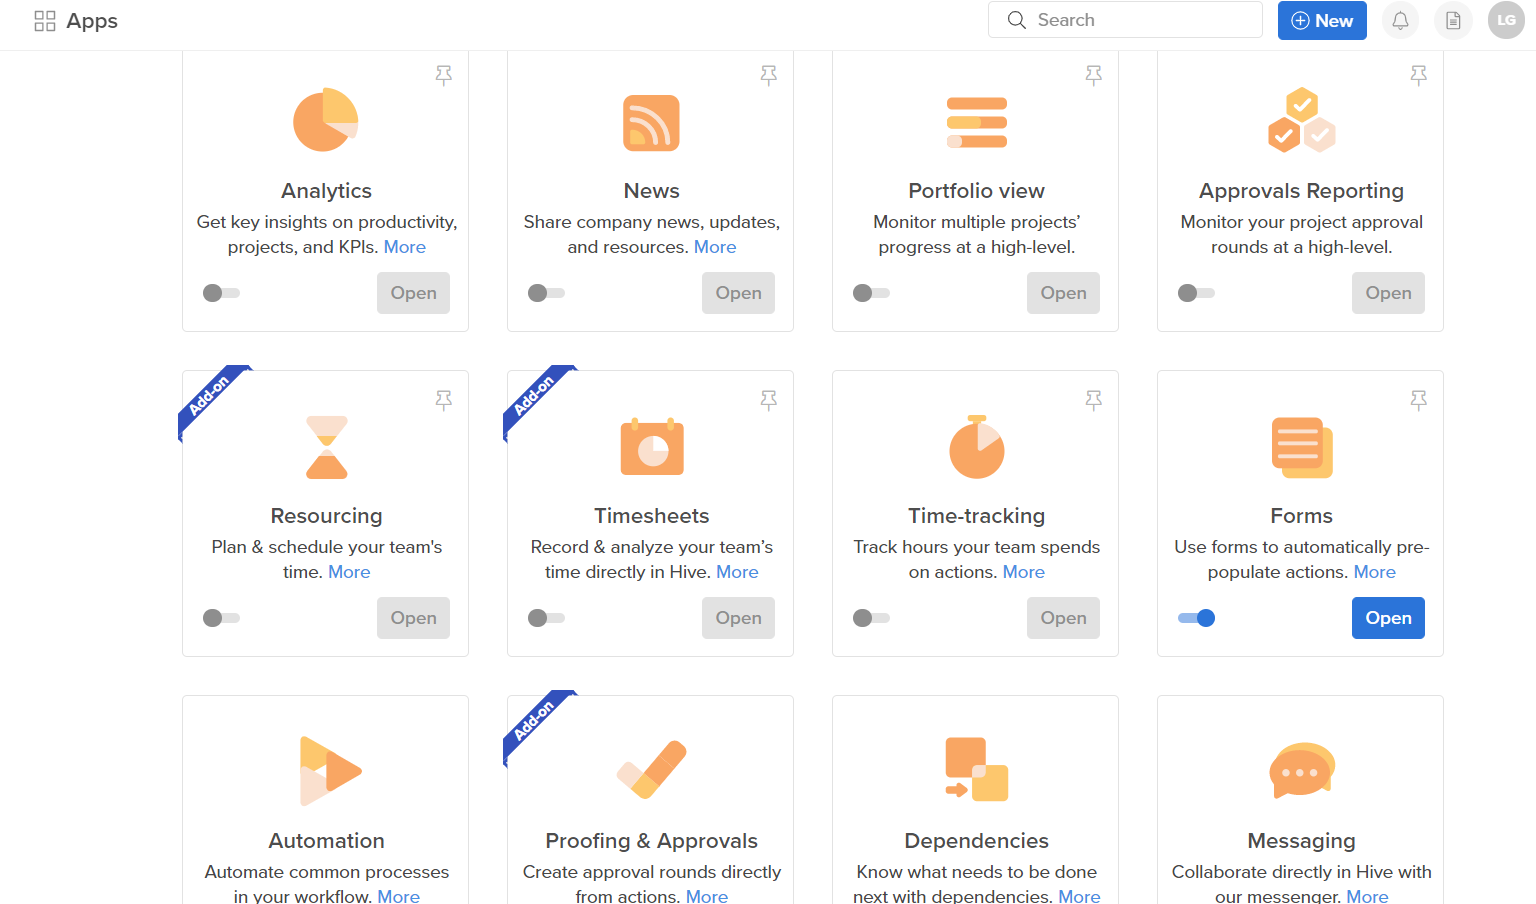 Apps
Search
New
LG
Analytics
Get key insights on productivity,
projects, and KPIs. More
Open
News
Share company news, updates,
and resources. More
Open
Portfolio view
Monitor multiple projects’
progress at a high-level.
Open
Approvals Reporting
Monitor your project approval
rounds at a high-level.
Open
Add-on
Resourcing
Plan & schedule your team's
time. More
Open
Add-on
Timesheets
Record & analyze your team’s
time directly in Hive. More
Open
Time-tracking
Track hours your team spends
on actions. More
Open
Forms
Use forms to automatically pre-
populate actions. More
Open
Automation
Automate common processes
in your workflow. More
Add-on
Proofing & Approvals
Create approval rounds directly
from actions. More
Dependencies
Know what needs to be done
next with dependencies. More
Messaging
Collaborate directly in Hive with
our messenger. More